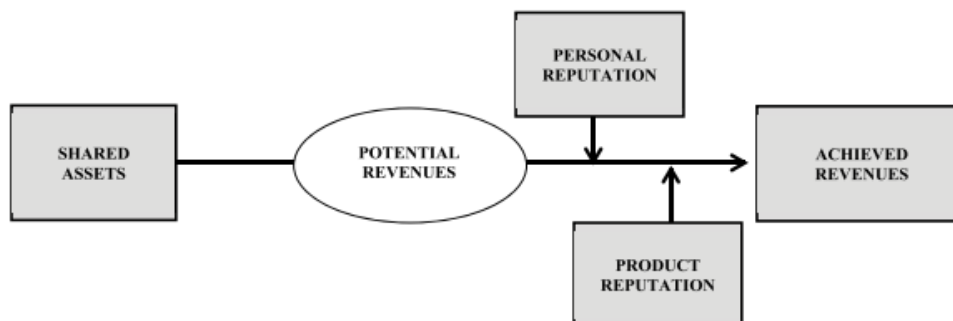 PERSONAL
REPUTATION
SHARED
ASSETS
POTENTIAL
REVENUES
ACHIEVED
REVENUES
PRODUCT
REPUTATION